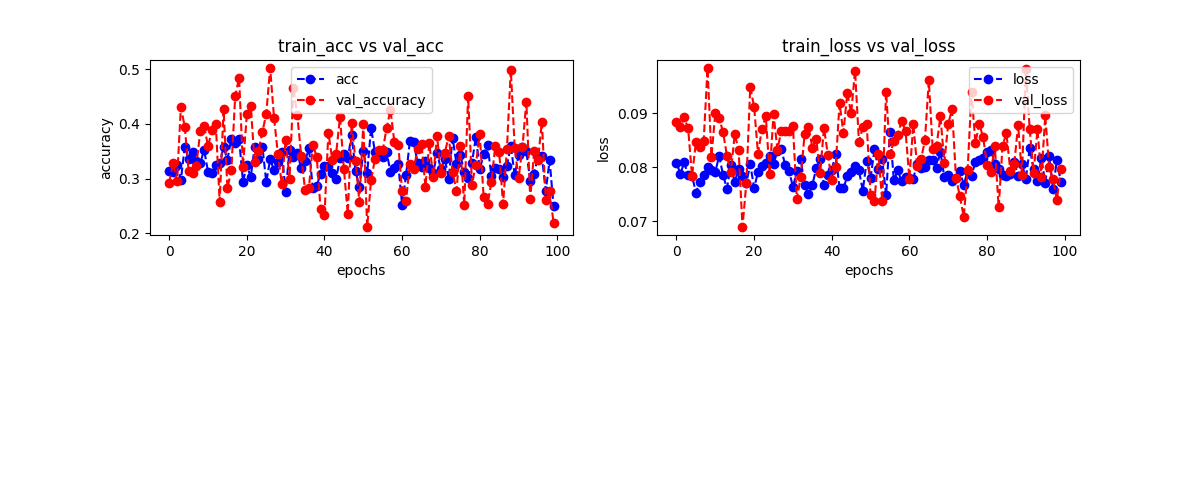 train_acc vs val_acc
acc
val_accuracy
accuracy
0.5
0.4
0.3
0.2
0 20 40 60 80 100
epochs
train_loss vs val_loss
loss
val_loss
loss
0.09
0.08
0.07
0 20 40 60 80 100
epochs